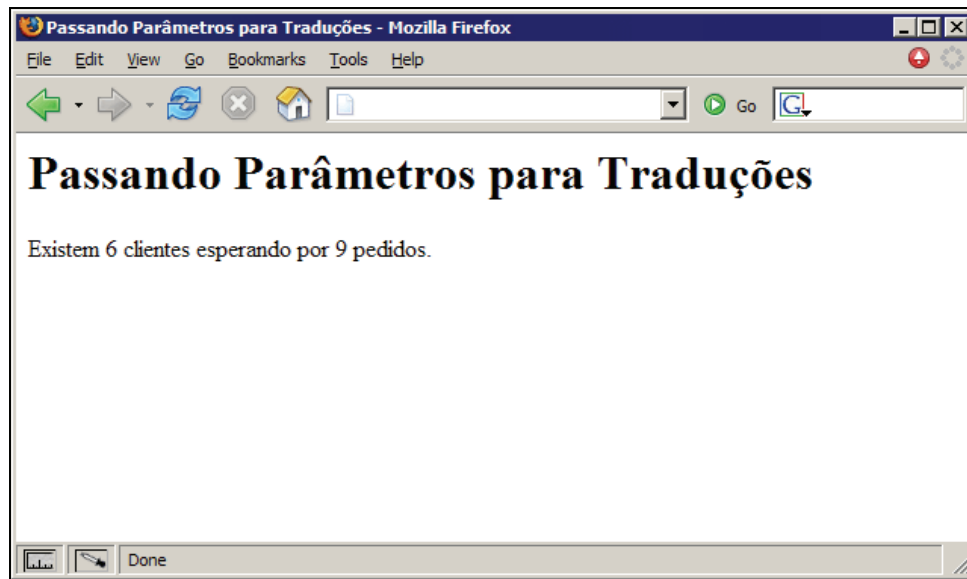 Passando Parâmetros para Traduções - Mozilla Firefox
File Edit View Go Bookmarks Tools Help
Go G
Passando Parâmetros para Traduções
Existem 6 clientes esperando por 9 pedidos.
Done